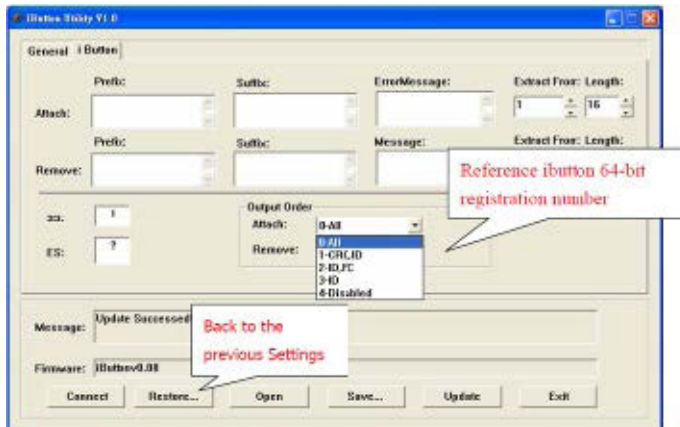 iButton Utility V1.0
General i Button
Prefix: Suffix: ErrorMessage: Extract From: Length:
Attach: 1 16
Prefix: Suffix: Message: Extract From: Length:
Remove:
Reference ibutton 64-bit
registration number
SS: 1
Output Order
Attach: 0-All
0-All
1-CRC,ID
2-ID,FC
3-ID
4-Disabled
ES: ?
Remove:
Message: Update Successed
Back to the
previous Settings
Firmware: iButtonv0.08
Connect Restore... Open Save... Update Exit